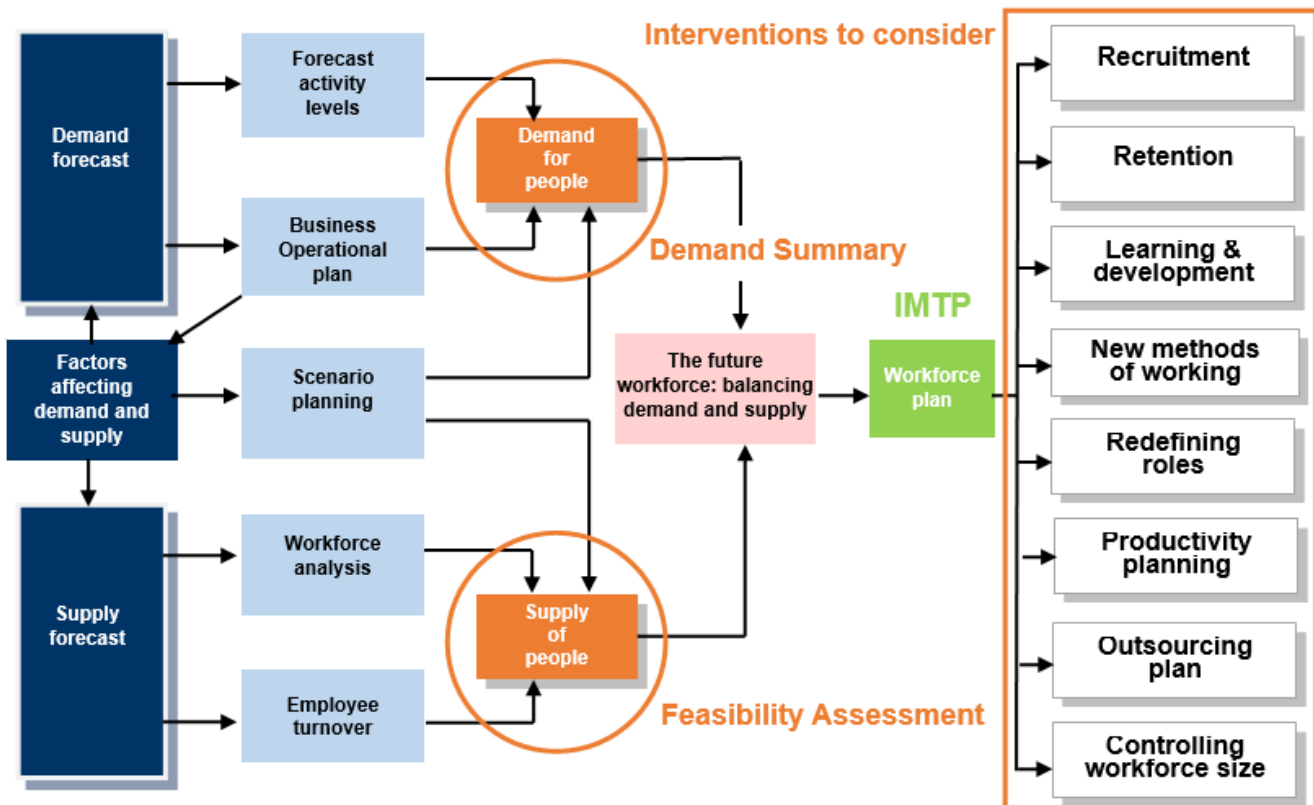 Interventions to consider
Demand
forecast
Forecast
activity
levels
Demand
for
people
Business
Operational
plan
Demand Summary
Factors
affecting
demand and
supply
Scenario
planning
The future
workforce: balancing
demand and supply
IMTP
Workforce
plan
Supply
forecast
Workforce
analysis
Supply
of
people
Employee
turnover
Feasibility Assessment
Recruitment
Retention
Learning &
development
New methods
of working
Redefining
roles
Productivity
planning
Outsourcing
plan
Controlling
workforce size